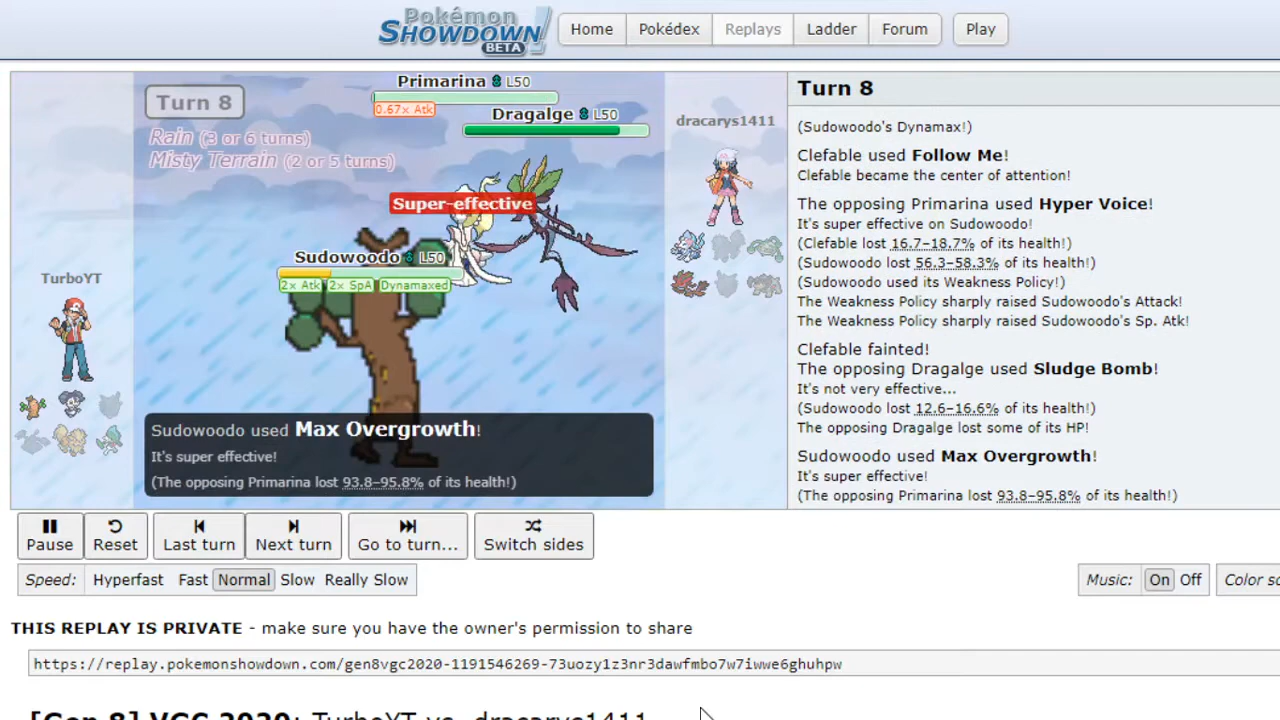 Pokémon
SHOWDOWN!
BETA
Home
Pokédex
Replays
Ladder
Forum
Play
Turn 8
Rain (3 or 6 turns)
Misty Terrain (2 or 5 turns)
Primarina L50
0.67× Atk
Dragalge L50
Super-effective
Sudowoodo L50
2× Atk 2× SpA Dynamaxed
TurboYT
dracarys1411
Sudowoodo used Max Overgrowth!
It's super effective!
(The opposing Primarina lost 93.8–95.8% of its health!)
Turn 8
(Sudowoodo's Dynamax!)
Clefable used Follow Me!
Clefable became the center of attention!
The opposing Primarina used Hyper Voice!
It's super effective on Sudowoodo!
(Clefable lost 16.7–18.7% of its health!)
(Sudowoodo lost 56.3–58.3% of its health!)
(Sudowoodo used its Weakness Policy!)
The Weakness Policy sharply raised Sudowoodo's Attack!
The Weakness Policy sharply raised Sudowoodo's Sp. Atk!
Clefable fainted!
The opposing Dragalge used Sludge Bomb!
It's not very effective...
(Sudowoodo lost 12.6–16.6% of its health!)
The opposing Dragalge lost some of its HP!
Sudowoodo used Max Overgrowth!
It's super effective!
(The opposing Primarina lost 93.8–95.8% of its health!)
Pause
Reset
Last turn
Next turn
Go to turn...
Switch sides
Speed: Hyperfast Fast Normal Slow Really Slow
Music: On Off
Color sc
THIS REPLAY IS PRIVATE - make sure you have the owner's permission to share
https://replay.pokemonshowdown.com/gen8vgc2020-1191546269-73uozy1z3nr3dawfmbo7w7iwwe6ghuhpw
[Gen 8] VGC 2020: TurboYT vs. dracarys1411